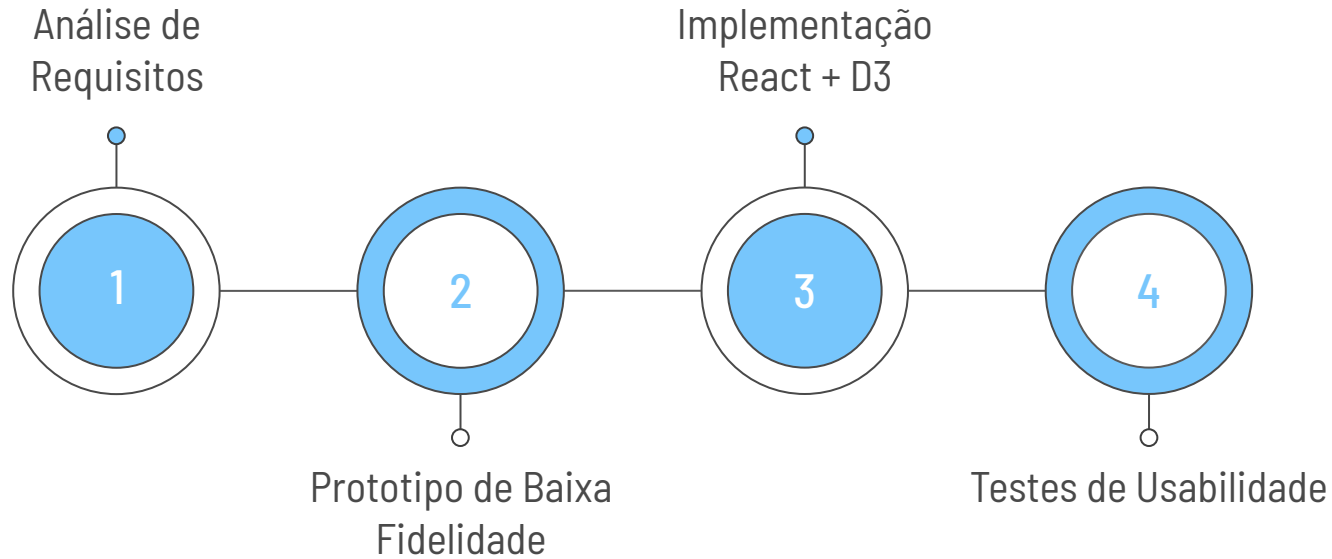 Análise de
Requisitos
Implementação
React + D3
1
2
3
4
Prototipo de Baixa
Fidelidade
Testes de Usabilidade